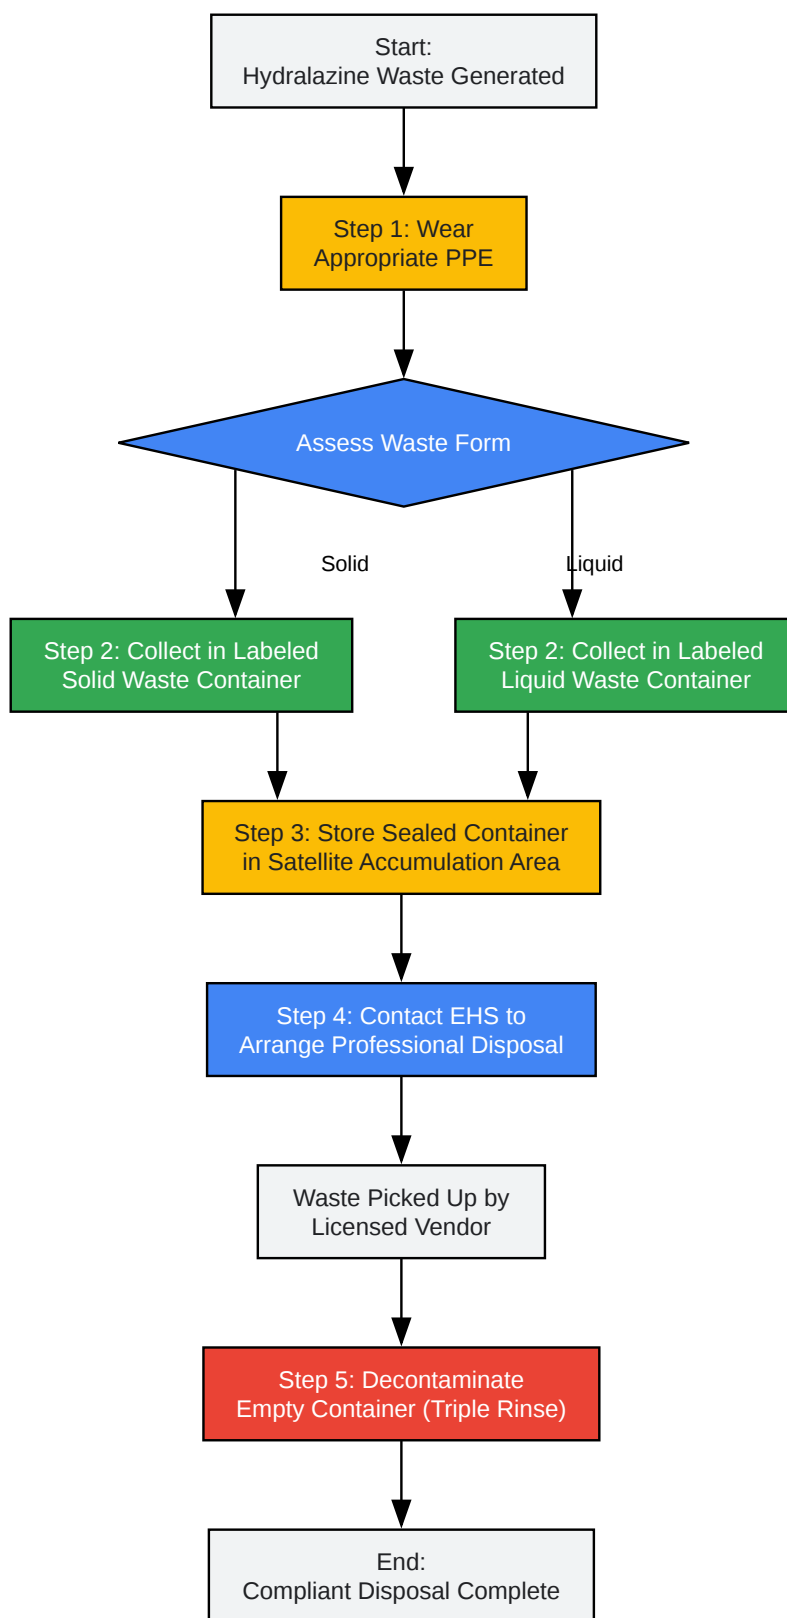 Start:
Hydralazine Waste Generated
Step 1: Wear
Appropriate PPE
Assess Waste Form
Solid
Liquid
Step 2: Collect in Labeled
Solid Waste Container
Step 2: Collect in Labeled
Liquid Waste Container
Step 3: Store Sealed Container
in Satellite Accumulation Area
Step 4: Contact EHS to
Arrange Professional Disposal
Waste Picked Up by
Licensed Vendor
Step 5: Decontaminate
Empty Container (Triple Rinse)
End:
Compliant Disposal Complete